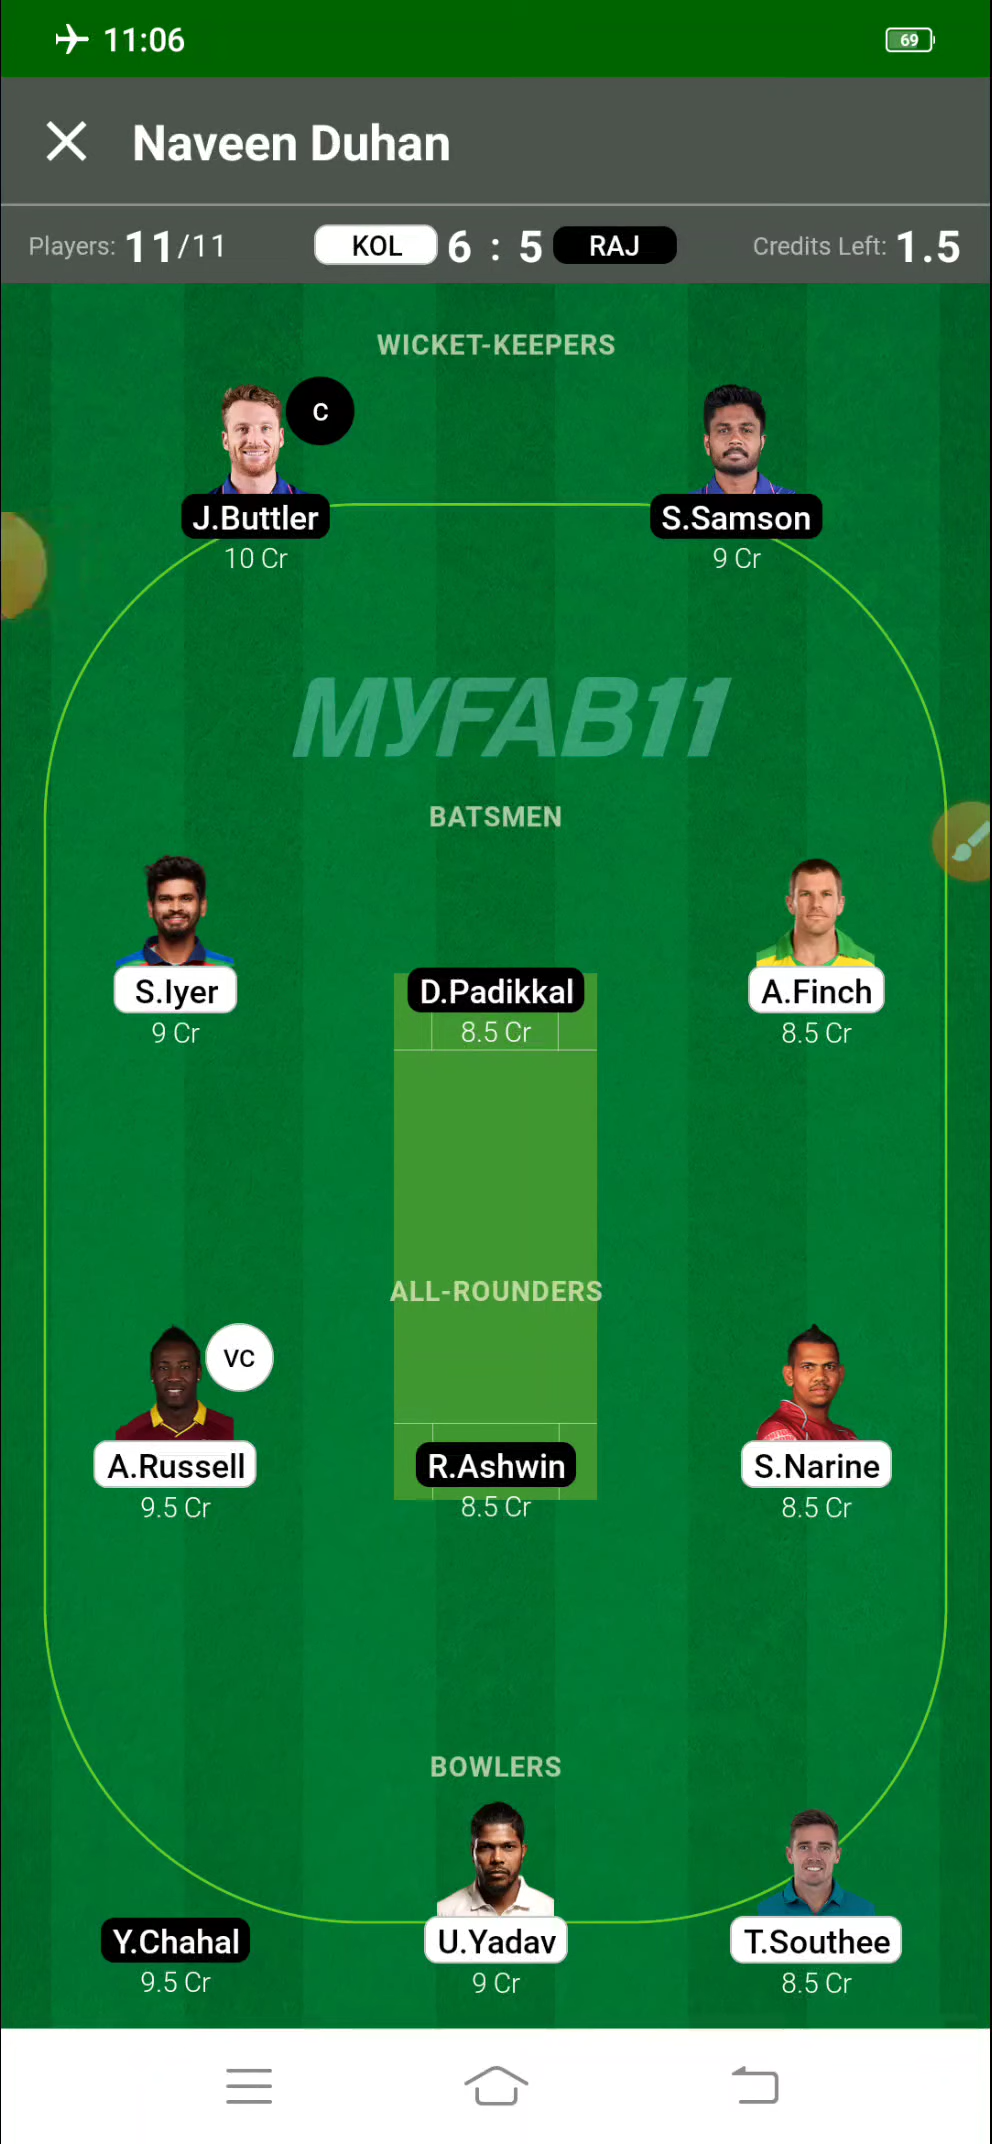 11:06 69
Naveen Duhan
Players: 11/11 KOL 6 : 5 RAJ Credits Left: 1.5
WICKET-KEEPERS
C
J.Buttler S.Samson
10 Cr 9 Cr
MYFAB11
BATSMEN
S.Iyer D.Padikkal A.Finch
9 Cr 8.5 Cr 8.5 Cr
ALL-ROUNDERS
VC
A.Russell R.Ashwin S.Narine
9.5 Cr 8.5 Cr 8.5 Cr
BOWLERS
Y.Chahal U.Yadav T.Southee
9.5 Cr 9 Cr 8.5 Cr